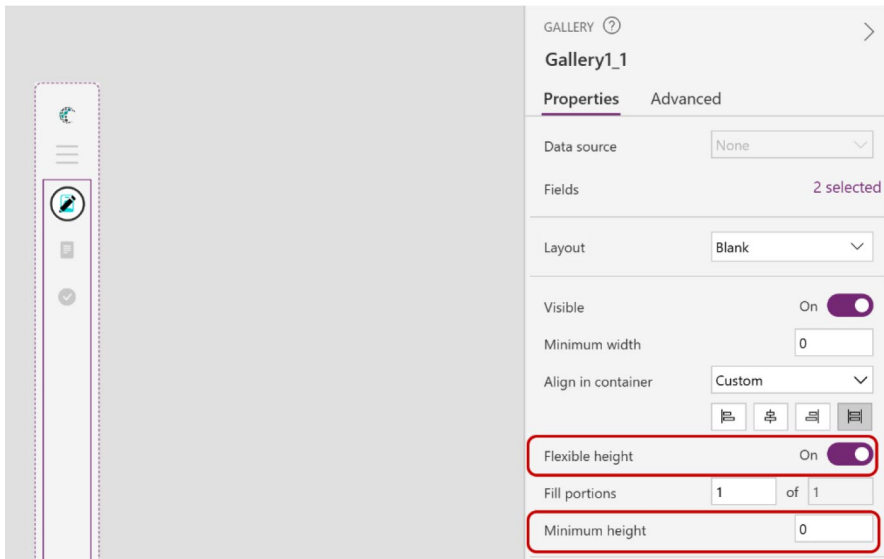 GALLERY ?
Gallery1_1
Properties Advanced
Data source None
Fields 2 selected
Layout Blank
Visible On
Minimum width 0
Align in container Custom
Flexible height On
Fill portions 1 of 1
Minimum height 0